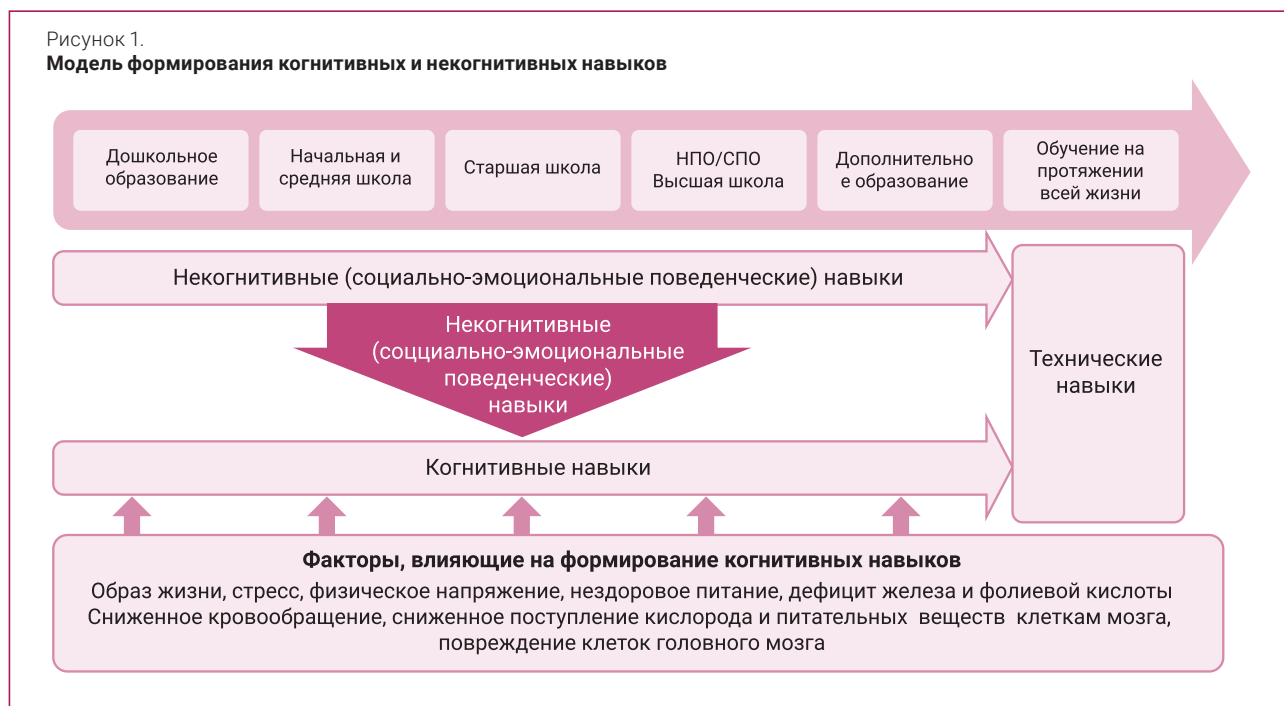 Рисунок 1.
Модель формирования когнитивных и некогнитивных навыков
Дошкольное
образование
Начальная и
средняя школа
Старшая школа
НПО/СПО
Высшая школа
Дополнительно
е образование
Обучение на
протяжении
всей жизни
Некогнитивные (социально-эмоциональные поведенческие) навыки
Некогнитивные
(соцциально-эмоциональные
поведенческие)
навыки
Технические
навыки
Когнитивные навыки
Факторы, влияющие на формирование когнитивных навыков
Образ жизни, стресс, физическое напряжение, нездоровое питание, дефицит железа и фолиевой кислоты
Сниженное кровообращение, сниженное поступление кислорода и питательных веществ клеткам мозга,
повреждение клеток головного мозга